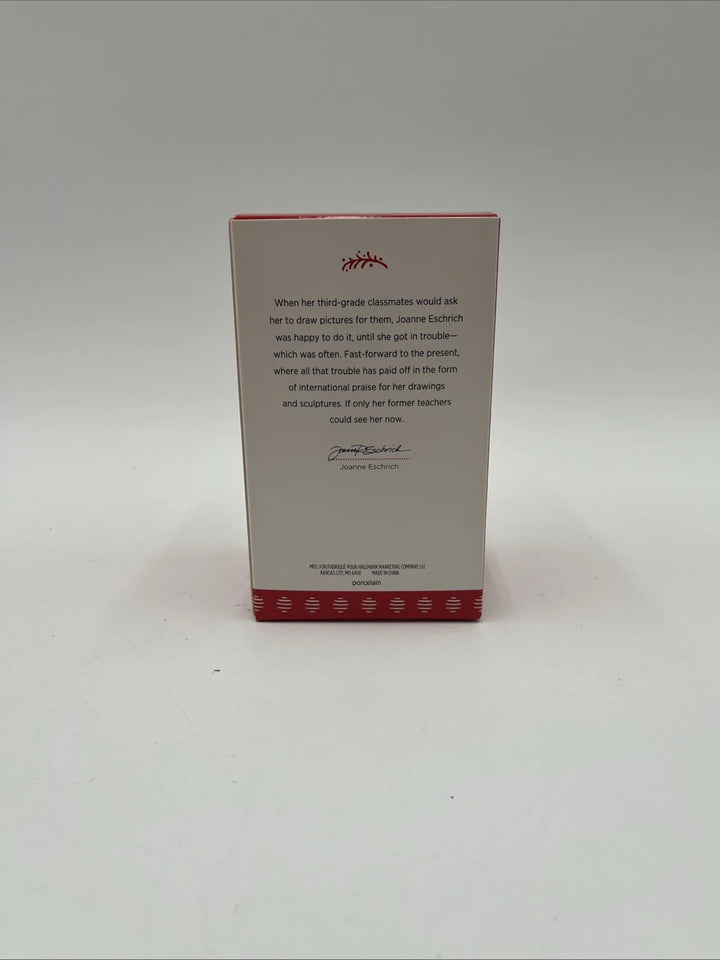 When her third-grade classmates would ask
her to draw pictures for them, Joanne Eschrich
was happy to do it, until she got in trouble—
which was often. Fast-forward to the present,
where all that trouble has paid off in the form
of international praise for her drawings
and sculptures. If only her former teachers
could see her now.
Joanne Eschrich
Joanne Eschrich
MFD. FOR/FABRIQUÉ POUR HALLMARK MARKETING COMPANY, LLC
KANSAS CITY, MO 64141 MADE IN CHINA
porcelain